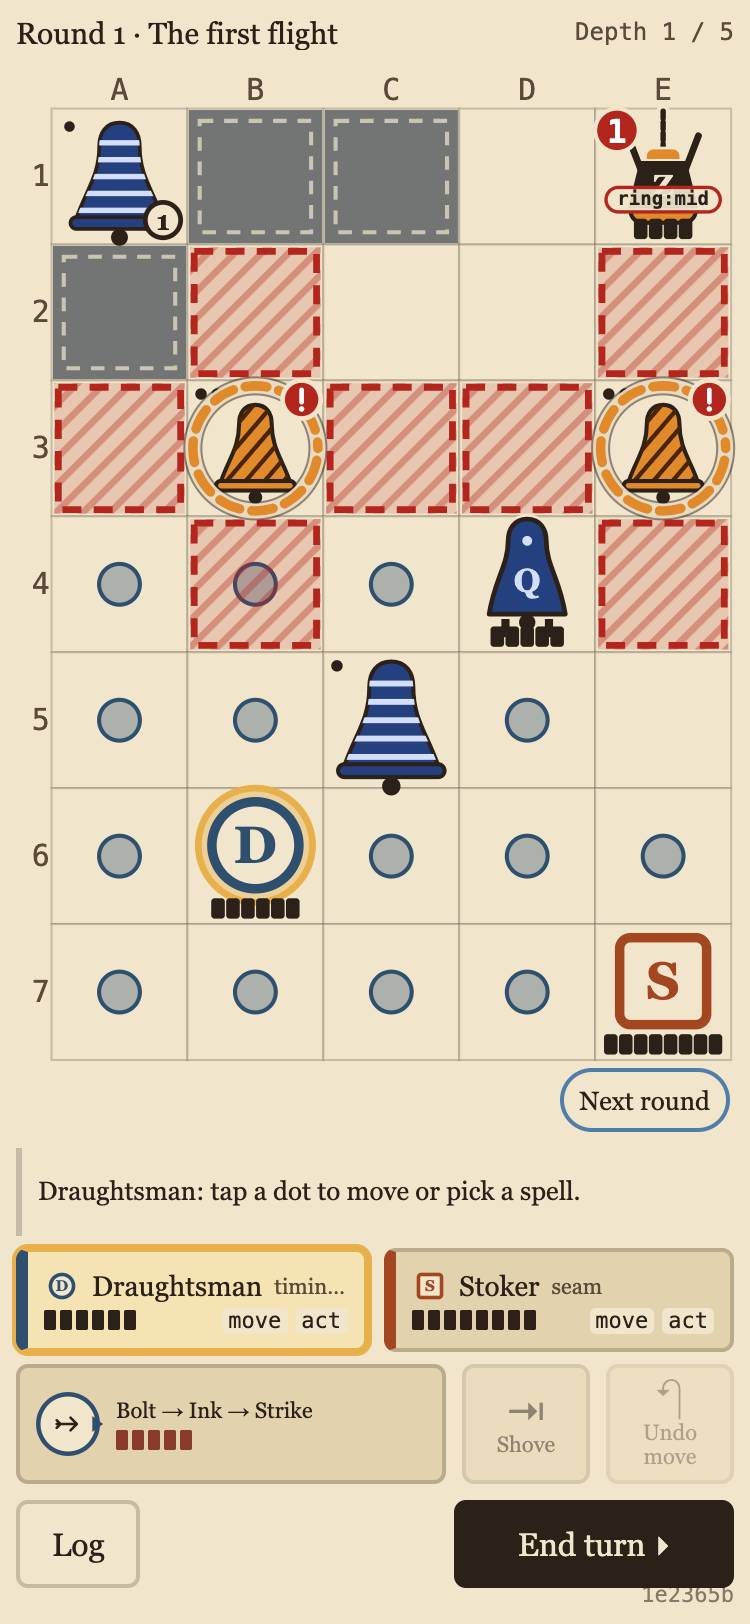 Round 1 · The first flight
Depth 1 / 5
A B C D E
1
1
1
ring:mid
2
3
!
!
4
Q
5
6
D
7
S
Next round
Draughtsman: tap a dot to move or pick a spell.
D Draughtsman timin...
move act
S Stoker seam
move act
Bolt → Ink → Strike
Shove
Undo
move
Log
End turn
1e2365b